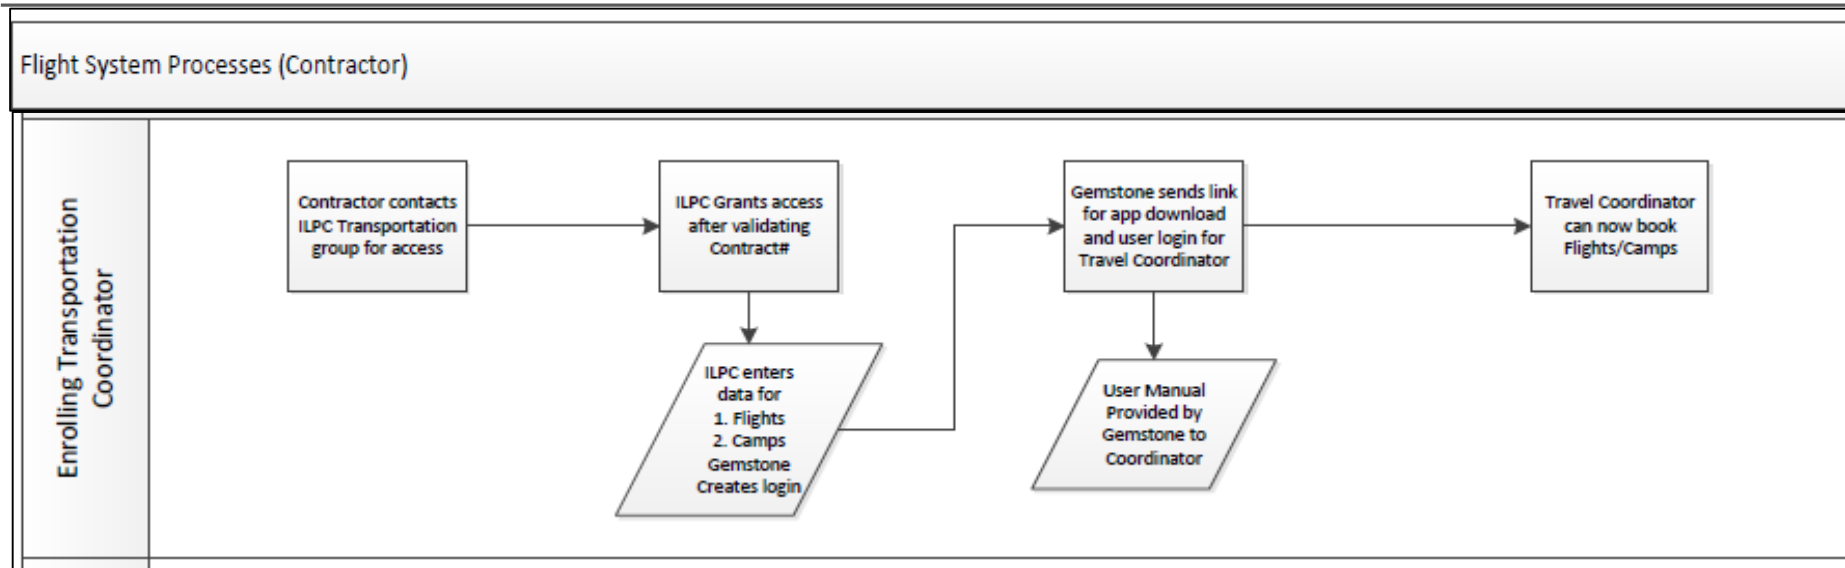 Flight System Processes (Contractor)
Enrolling Transportation
Coordinator
Contractor contacts
ILPC Transportation
group for access
ILPC Grants access
after validating
Contract#
ILPC enters
data for
1. Flights
2. Camps
Gemstone
Creates login
Gemstone sends link
for app download
and user login for
Travel Coordinator
User Manual
Provided by
Gemstone to
Coordinator
Travel Coordinator
can now book
Flights/Camps